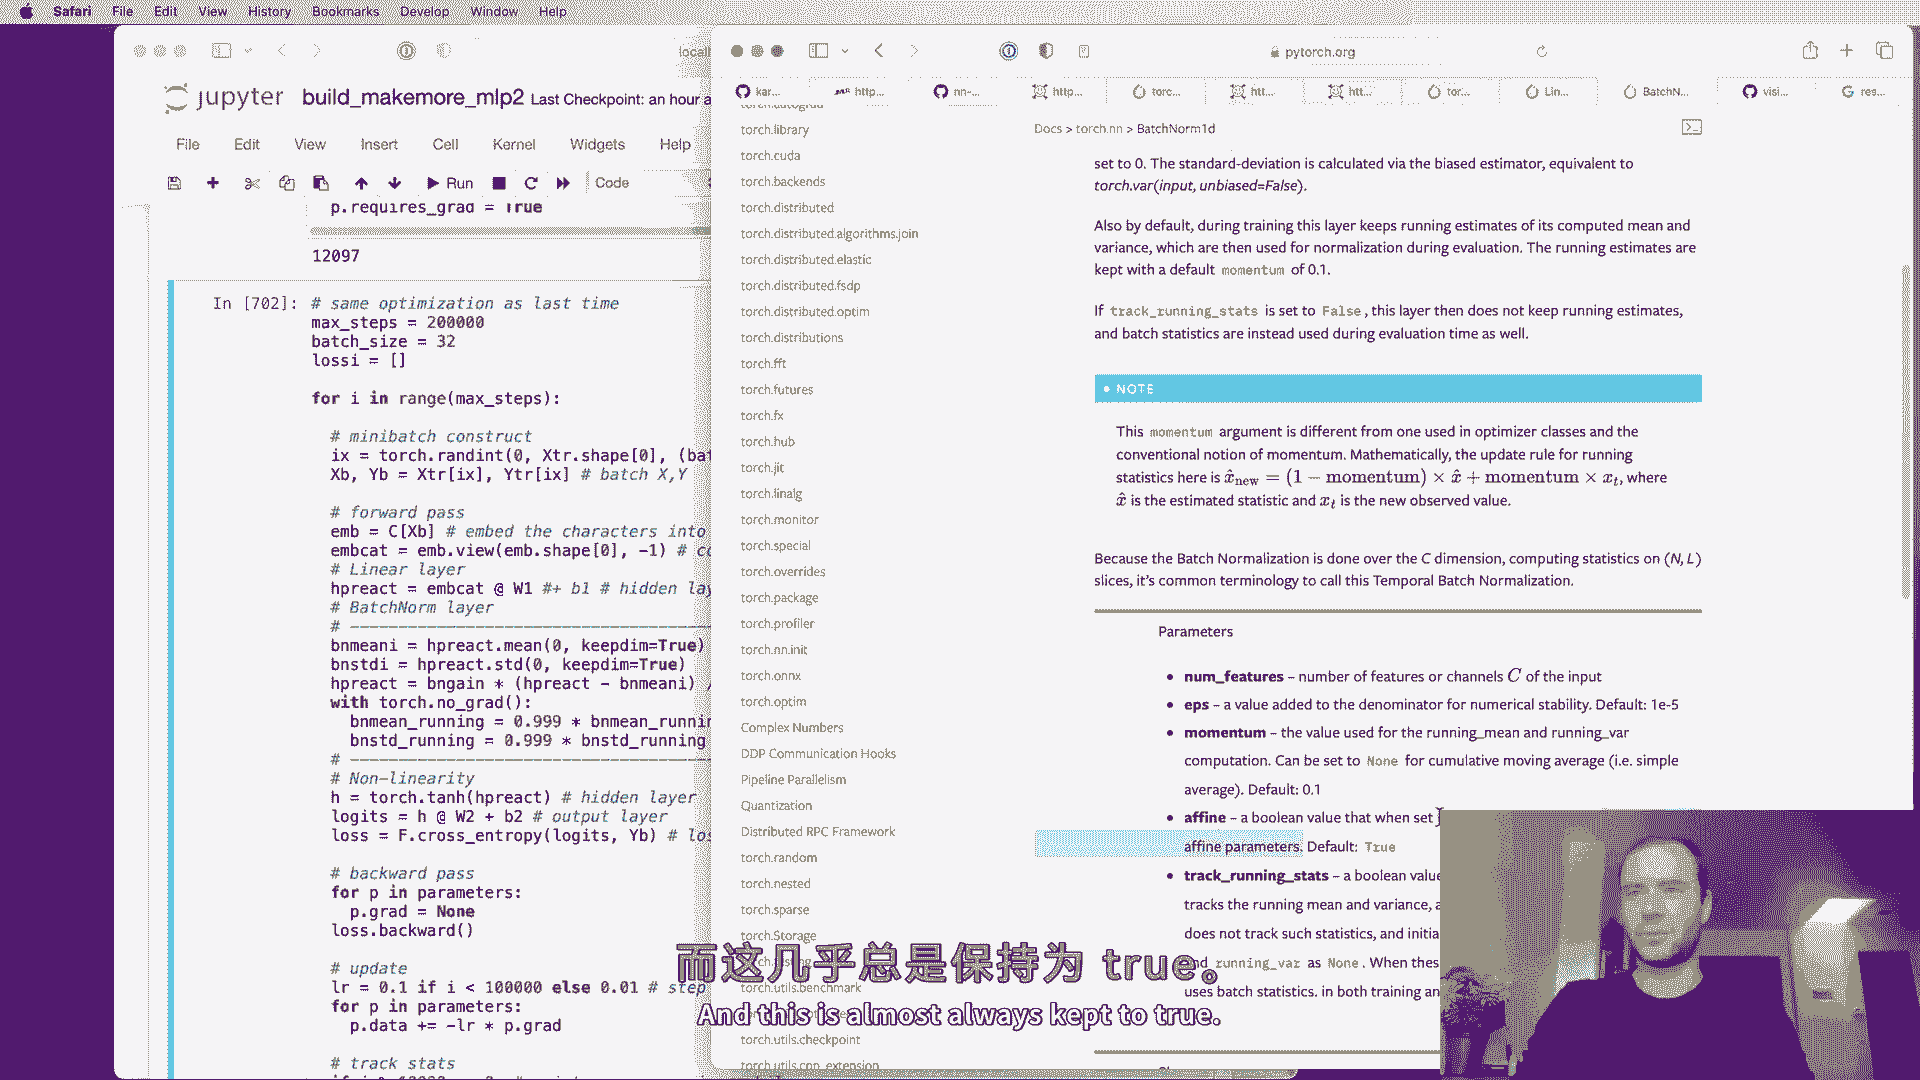 Safari File Edit View History Bookmarks Develop Window Help
jupyter build_makemore_mlp2 Last Checkpoint: an hour a
File Edit View Insert Cell Kernel Widgets Help
Run Code
p.requires_grad = True
12097
In [702]: # same optimization as last time
max_steps = 200000
batch_size = 32
lossi = []
for i in range(max_steps):
# minibatch construct
ix = torch.randint(0, Xtr.shape[0], (bat
Xb, Yb = Xtr[ix], Ytr[ix] # batch X,Y
# forward pass
emb = C[Xb] # embed the characters into
embcat = emb.view(emb.shape[0], -1) # co
# Linear layer
hpreact = embcat @ W1 #+ b1 # hidden lay
# BatchNorm layer
# ----------------------------------------
bnmeani = hpreact.mean(0, keepdim=True)
bnstdi = hpreact.std(0, keepdim=True)
hpreact = bngain * (hpreact - bnmeani) /
with torch.no_grad():
bnmean_running = 0.999 * bnmean_runnin
bnstd_running = 0.999 * bnstd_running
# ----------------------------------------
# Non-linearity
h = torch.tanh(hpreact) # hidden layer
logits = h @ W2 + b2 # output layer
loss = F.cross_entropy(logits, Yb) # los
# backward pass
for p in parameters:
p.grad = None
loss.backward()
# update
lr = 0.1 if i < 100000 else 0.01 # step
for p in parameters:
p.data += -lr * p.grad
# track stats
pytorch.org
kar... http... nn-... http... torc... htt... htt... tor... Lin... BatchN... visi... res...
torch.autograd
torch.library
torch.cuda
torch.backends
torch.distributed
torch.distributed.algorithms.join
torch.distributed.elastic
torch.distributed.fsdp
torch.distributed.optim
torch.distributions
torch.fft
torch.futures
torch.fx
torch.hub
torch.jit
torch.linalg
torch.monitor
torch.special
torch.overrides
torch.package
torch.profiler
torch.nn.init
torch.onnx
torch.optim
Complex Numbers
DDP Communication Hooks
Pipeline Parallelism
Quantization
Distributed RPC Framework
torch.random
torch.nested
torch.sparse
torch.Storage
torch.utils.benchmark
torch.utils.checkpoint
torch.utils.cpp_extension
Docs > torch.nn > BatchNorm1d
set to 0. The standard-deviation is calculated via the biased estimator, equivalent to
torch.var(input, unbiased=False).
Also by default, during training this layer keeps running estimates of its computed mean and
variance, which are then used for normalization during evaluation. The running estimates are
kept with a default momentum of 0.1.
If track_running_stats is set to False, this layer then does not keep running estimates,
and batch statistics are instead used during evaluation time as well.
NOTE
This momentum argument is different from one used in optimizer classes and the
conventional notion of momentum. Mathematically, the update rule for running
statistics here is x̂new = (1 − momentum) × x̂ + momentum × xt, where
x̂ is the estimated statistic and xt is the new observed value.
Because the Batch Normalization is done over the C dimension, computing statistics on (N, L)
slices, it's common terminology to call this Temporal Batch Normalization.
Parameters
• num_features – number of features or channels C of the input
• eps – a value added to the denominator for numerical stability. Default: 1e-5
• momentum – the value used for the running_mean and running_var
computation. Can be set to None for cumulative moving average (i.e. simple
average). Default: 0.1
• affine – a boolean value that when set
affine parameters. Default: True
• track_running_stats – a boolean value
tracks the running mean and variance, a
does not track such statistics, and initia
running_var as None. When thes
uses batch statistics. in both training an
而这几乎总是保持为 true。
And this is almost always kept to true.